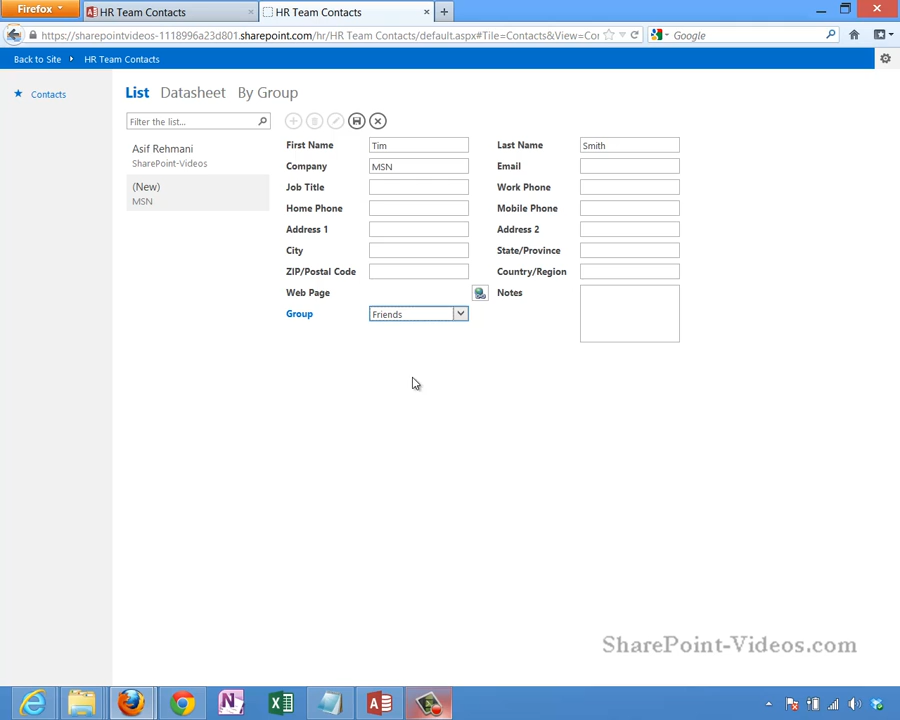 Firefox
HR Team Contacts
HR Team Contacts
https://sharepointvideos-1118996a23d801.sharepoint.com/hr/HR Team Contacts/default.aspx#Tile=Contacts&View=Coı
Google
Back to Site
HR Team Contacts
Contacts
List
Datasheet
By Group
Filter the list...
Asif Rehmani
SharePoint-Videos
(New)
MSN
First Name
Tim
Last Name
Smith
Company
MSN
Email
Job Title
Work Phone
Home Phone
Mobile Phone
Address 1
Address 2
City
State/Province
ZIP/Postal Code
Country/Region
Web Page
Notes
Group
Friends
SharePoint-Videos.com